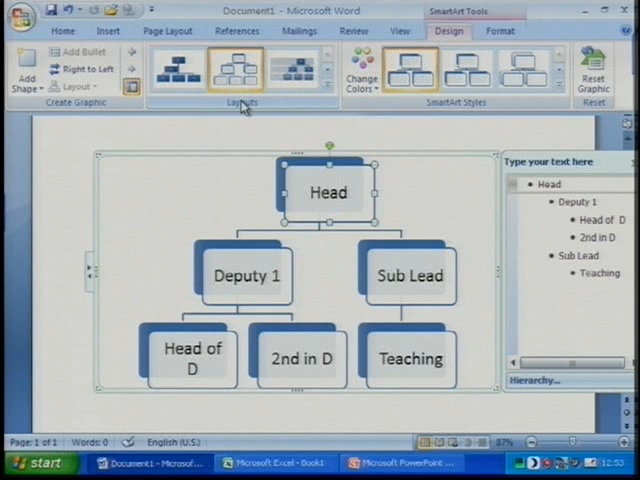 Document1 - Microsoft Word
SmartArt Tools
Home Insert Page Layout References Mailings Review View Design Format
Add Shape
Add Bullet
Right to Left
Layout
Create Graphic
Layouts
Change Colors
SmartArt Styles
Reset Graphic
Reset
Head
Deputy 1
Sub Lead
Head of D
2nd in D
Teaching
Type your text here
Head
Deputy 1
Head of D
2nd in D
Sub Lead
Teaching
Hierarchy...
Page: 1 of 1 Words: 0 English (U.S.) 87%
start Document1 - Microsof... Microsoft Excel - Book1 Microsoft PowerPoint ... 12:53